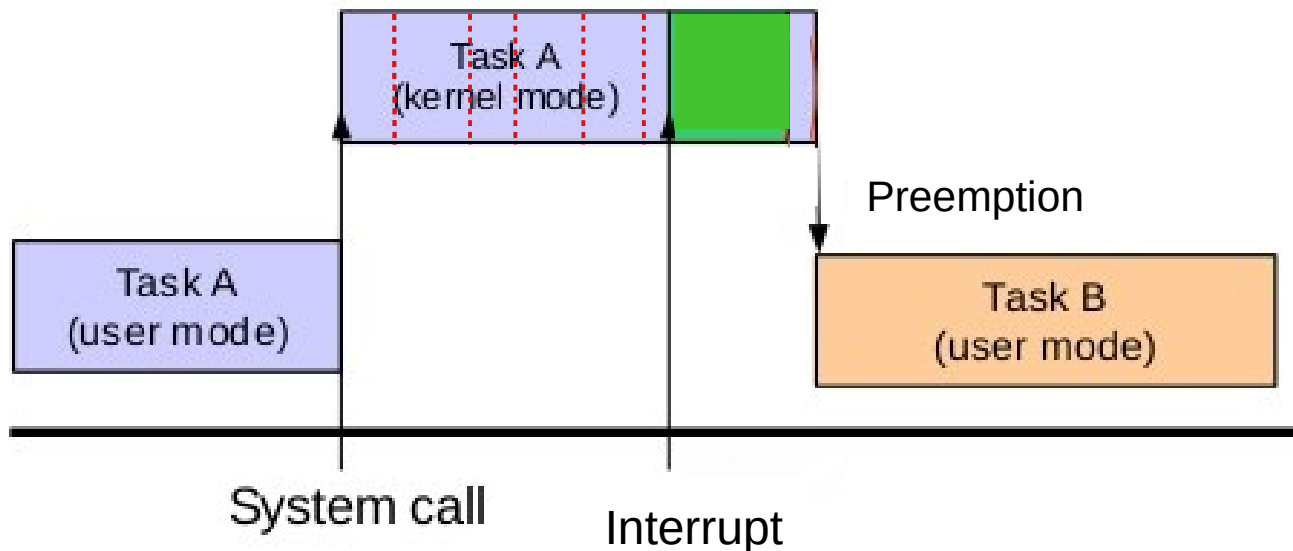 Task A
(kernel mode)
Preemption
Task A
(user mode)
Task B
(user mode)
System call
Interrupt